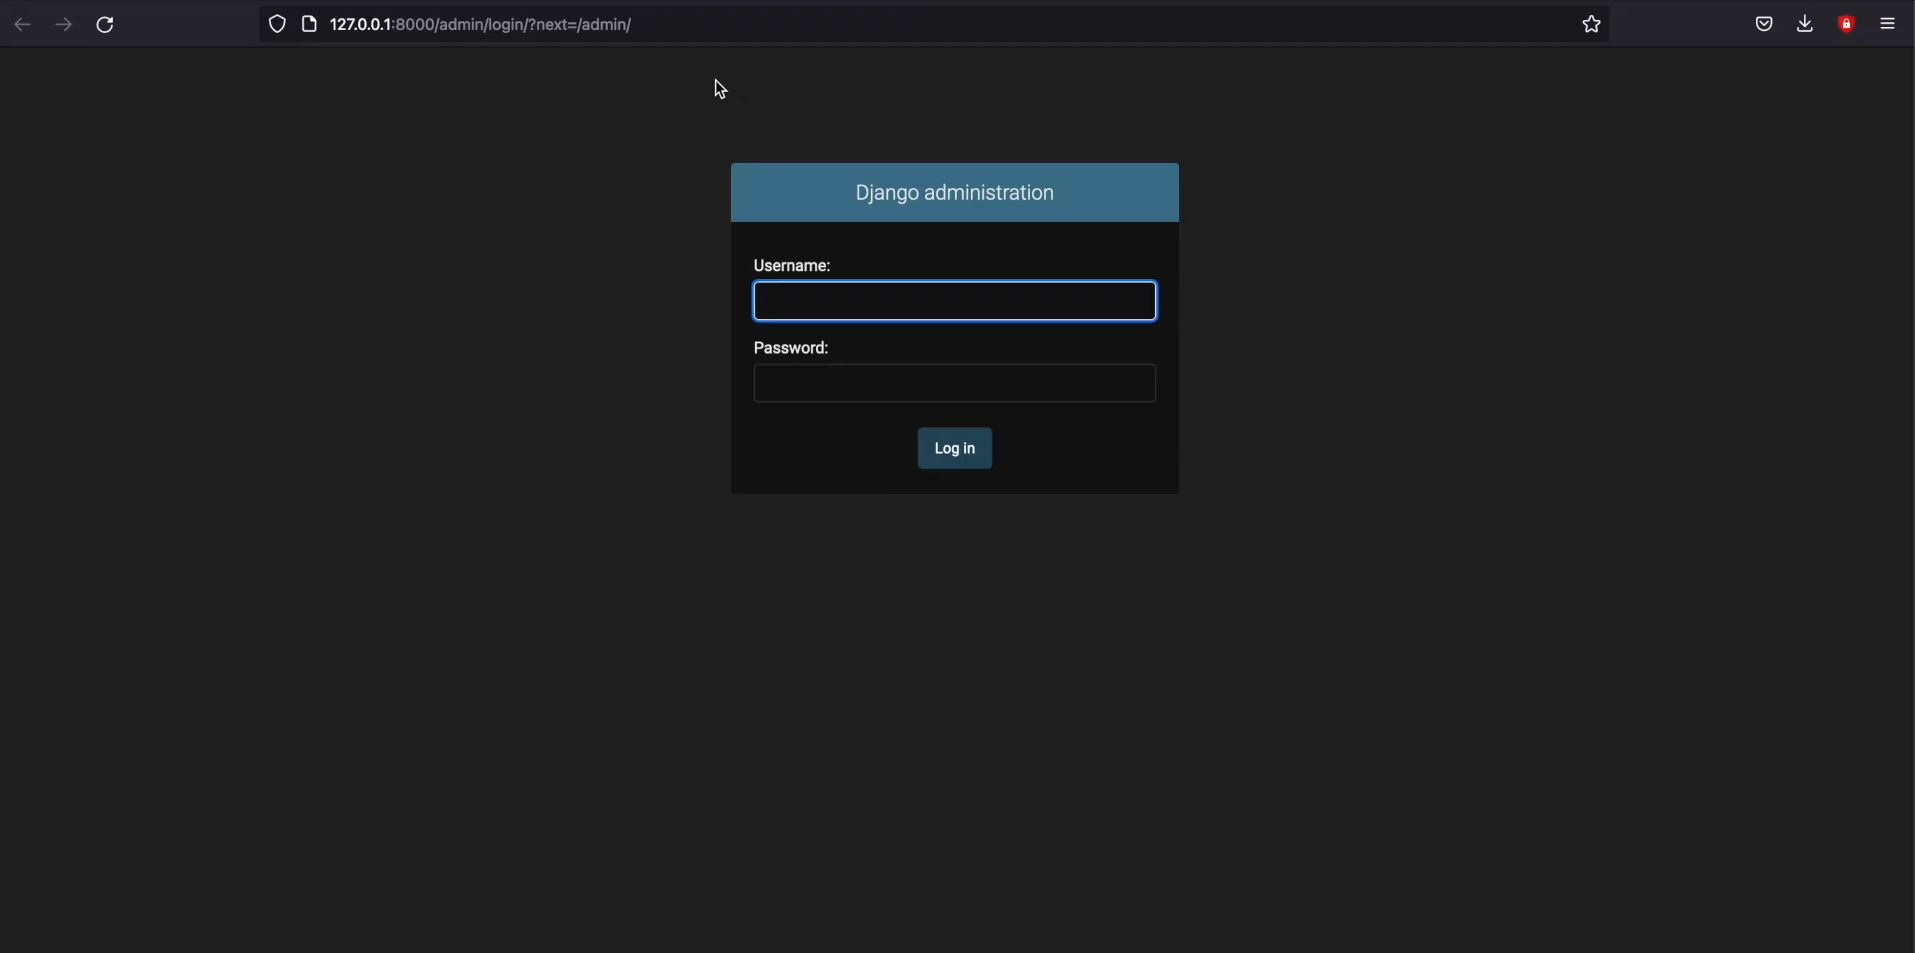 127.0.0.1:8000/admin/login/?next=/admin/
Django administration
Username:
Password:
Log in